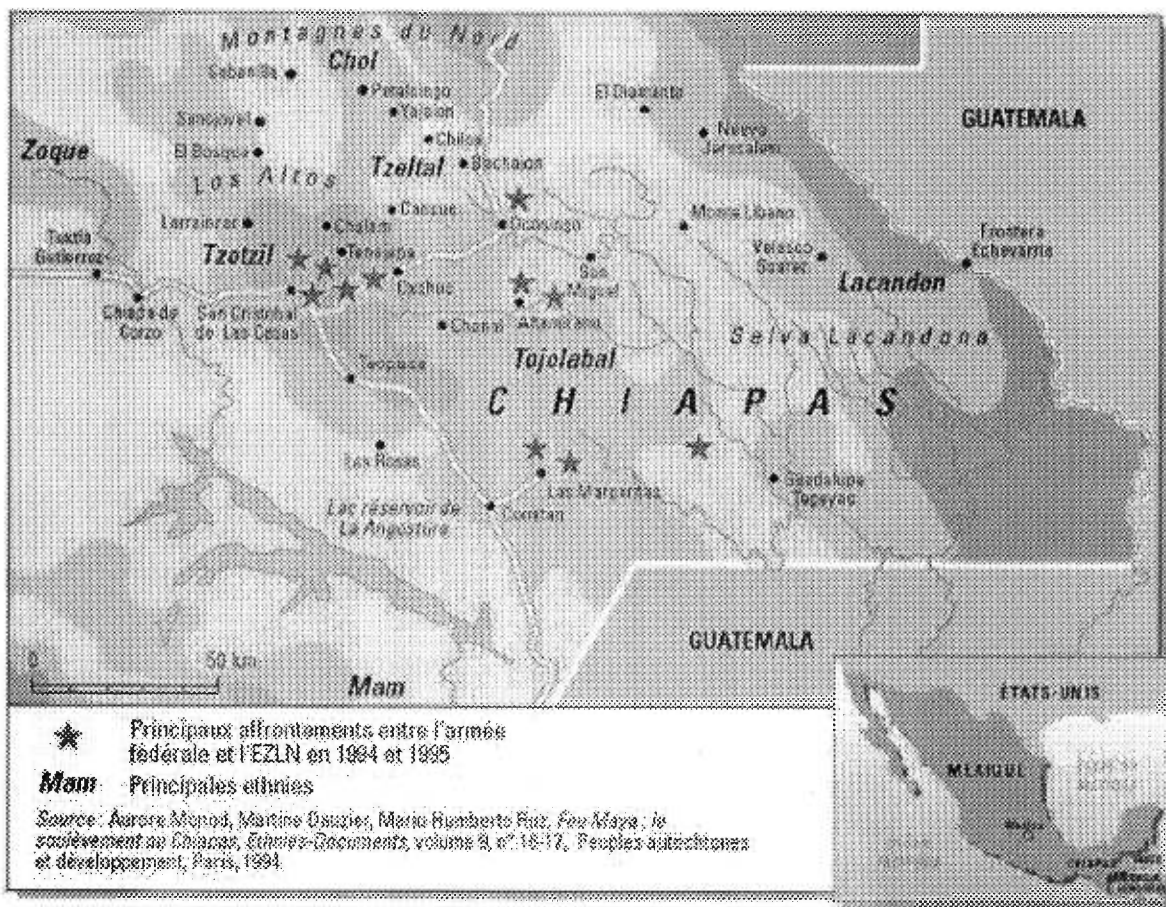 Montagnes du Nord
Chol
Sabanilla
Petalcingo
Yajalon
El Diamante
GUATEMALA
Simojovel
Chilon
Nuevo
Jerusalem
Zoque
El Bosque
Tzeltal
Bachajon
Los Altos
Cancuc
Larrainzar
Chalam
Ocosingo
Monte Libano
Frontera
Echevarria
Tuxtla
Gutierrez
Tzotzil
Tenejapa
Velasco
Suarez
San
Miguel
Lacandon
Oxchuc
Chiapa de
Corzo
San Cristobal
de Las Casas
Chanal
Altamirano
Selva Lacandona
Tojolabal
Teopisca
CHIAPAS
Las Rosas
Las Margaritas
Guadalupe
Tepeyac
Lac réservoir de
La Angostura
Comitan
GUATEMALA
0 50 km
Mam
ÉTATS-UNIS
MEXIQUE
Mexico
CHIAPAS
Principaux affrontements entre l'armée
fédérale et l'EZLN en 1994 et 1995
Mam Principales ethnies
Source : Aurore Monod, Martine Dauzier, Mario Humberto Ruz, Feu Maya : le
soulèvement au Chiapas, Ethnies-Documents, volume 9, n° 16-17, Peuples autochtones
et développement, Paris, 1994.